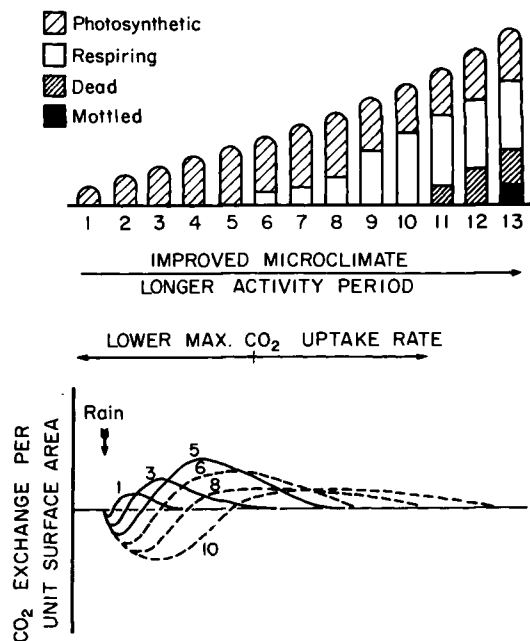 Photosynthetic
Respiring
Dead
Mottled
1 2 3 4 5 6 7 8 9 10 11 12 13
IMPROVED MICROCLIMATE
LONGER ACTIVITY PERIOD
LOWER MAX. CO₂ UPTAKE RATE
Rain
CO₂ EXCHANGE PER
UNIT SURFACE AREA
1
3
5
6
8
10